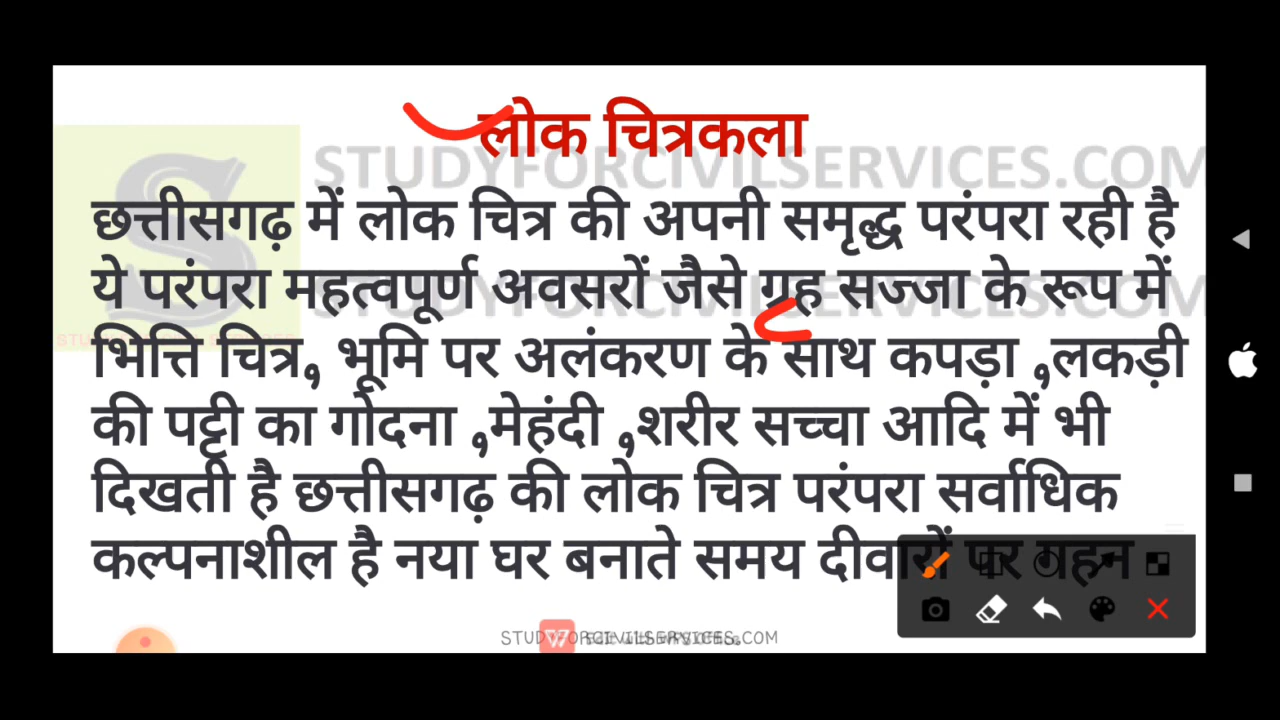 लोक चित्रकला
STUDYFORCIVILSERVICES.COM
छत्तीसगढ़ में लोक चित्र की अपनी समृद्ध परंपरा रही है
ये परंपरा महत्वपूर्ण अवसरों जैसे ग्रह सज्जा के रूप में
भित्ति चित्र, भूमि पर अलंकरण के साथ कपड़ा ,लकड़ी
की पट्टी का गोदना ,मेहंदी ,शरीर सच्चा आदि में भी
दिखती है छत्तीसगढ़ की लोक चित्र परंपरा सर्वाधिक
कल्पनाशील है नया घर बनाते समय दीवारों पर गहन
STUDYFORCIVILSERVICES.COM